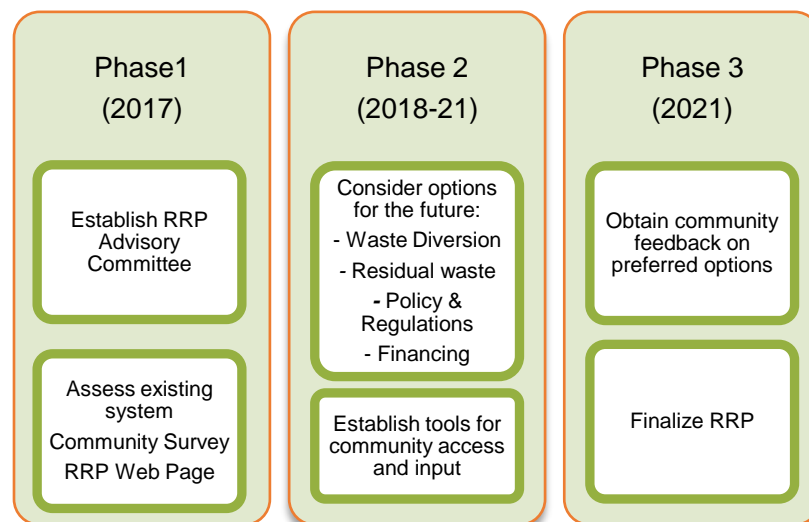 Phase1
(2017)
Establish RRP
Advisory
Committee
Assess existing
system
Community Survey
RRP Web Page
Phase 2
(2018-21)
Consider options
for the future:
- Waste Diversion
- Residual waste
- Policy &
Regulations
- Financing
Establish tools for
community access
and input
Phase 3
(2021)
Obtain community
feedback on
preferred options
Finalize RRP